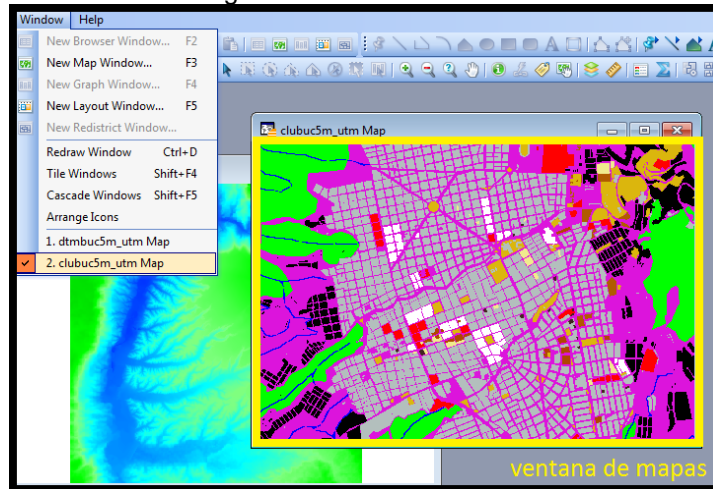 Window Help
New Browser Window... F2
New Map Window... F3
New Graph Window... F4
New Layout Window... F5
New Redistrict Window...
Redraw Window Ctrl+D
Tile Windows Shift+F4
Cascade Windows Shift+F5
Arrange Icons
1. dtmbuc5m_utm Map
2. clubuc5m_utm Map
clubuc5m_utm Map
ventana de mapas